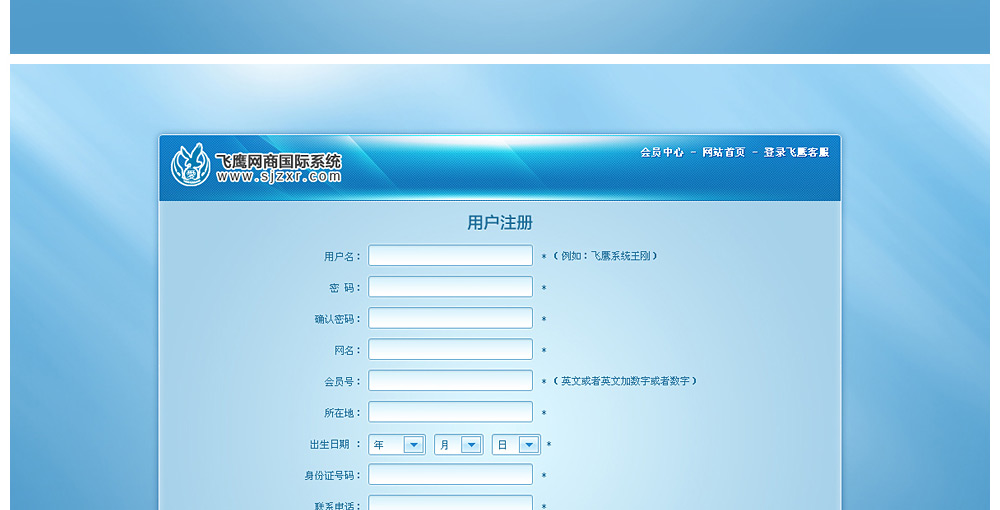 飞鹰网商国际系统
www.sjzxr.com
会员中心 - 网站首页 - 登录飞鹰客服
用户注册
用户名： *（例如：飞鹰系统王刚）
密 码： *
确认密码： *
网名： *
会员号： *（英文或者英文加数字或者数字）
所在地： *
出生日期 ： 年 月 日 *
身份证号码： *
联系电话： *